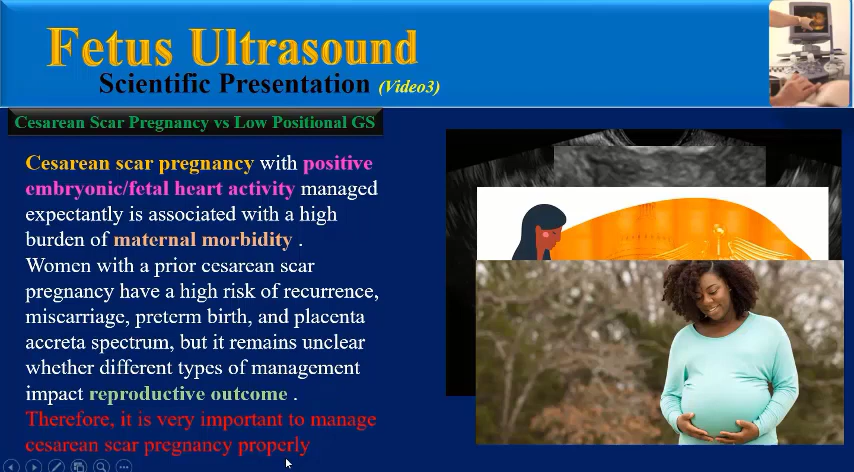 Fetus Ultrasound
Scientific Presentation (Video3)
Cesarean Scar Pregnancy vs Low Positional GS
Cesarean scar pregnancy with positive
embryonic/fetal heart activity managed
expectantly is associated with a high
burden of maternal morbidity .
Women with a prior cesarean scar
pregnancy have a high risk of recurrence,
miscarriage, preterm birth, and placenta
accreta spectrum, but it remains unclear
whether different types of management
impact reproductive outcome .
Therefore, it is very important to manage
cesarean scar pregnancy properly